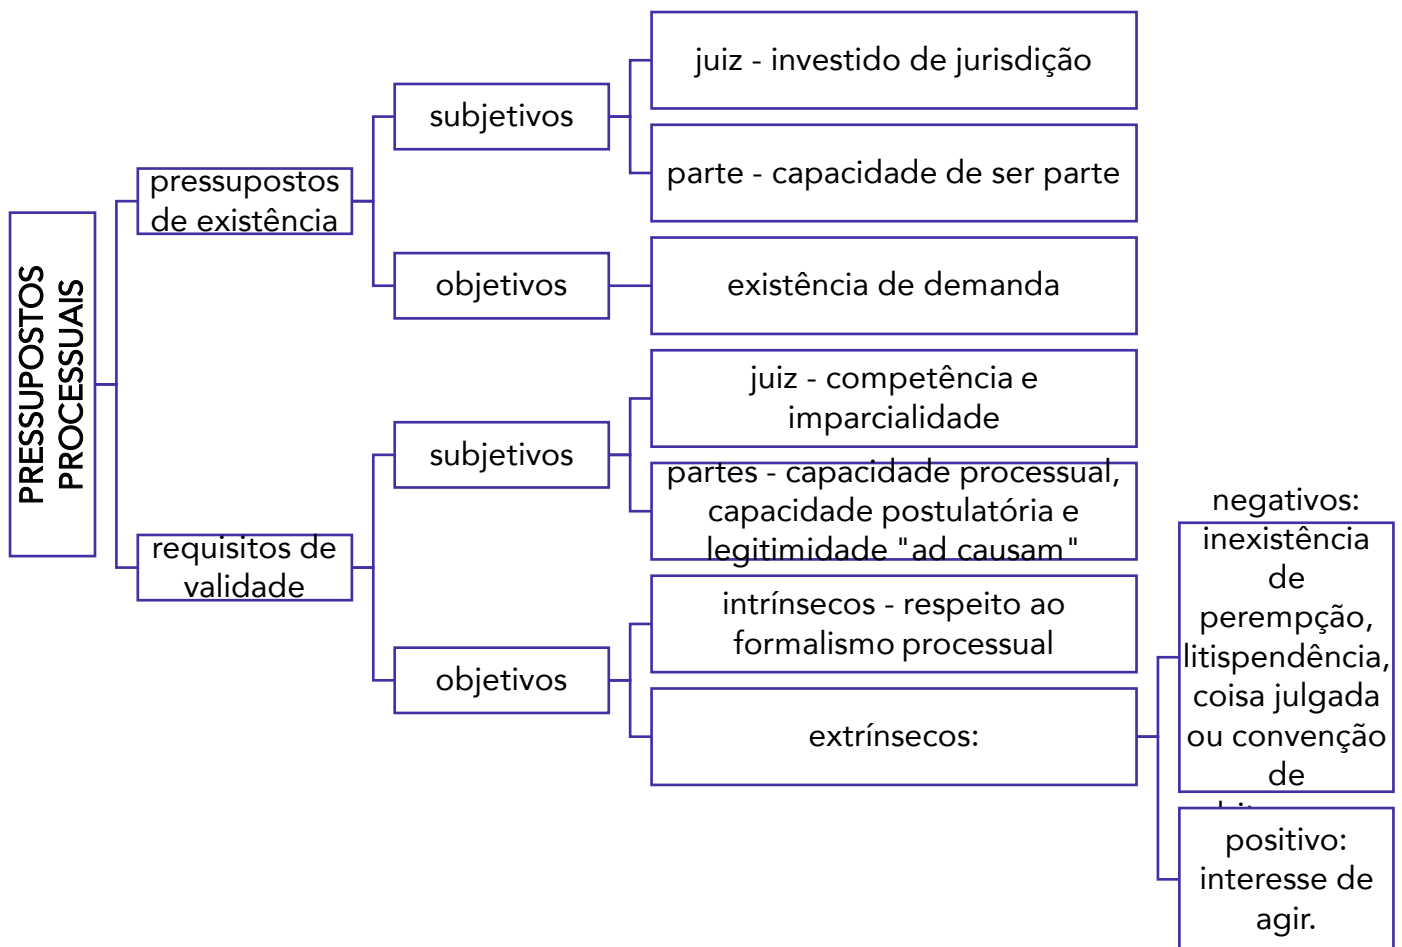 PRESSUPOSTOS
PROCESSUAIS
pressupostos
de existência
subjetivos
juiz - investido de jurisdição
parte - capacidade de ser parte
objetivos
existência de demanda
requisitos de
validade
subjetivos
juiz - competência e
imparcialidade
partes - capacidade processual,
capacidade postulatória e
legitimidade "ad causam"
objetivos
intrínsecos - respeito ao
formalismo processual
extrínsecos:
negativos:
inexistência
de
perempção,
litispendência,
coisa julgada
ou convenção
de
positivo:
interesse de
agir.